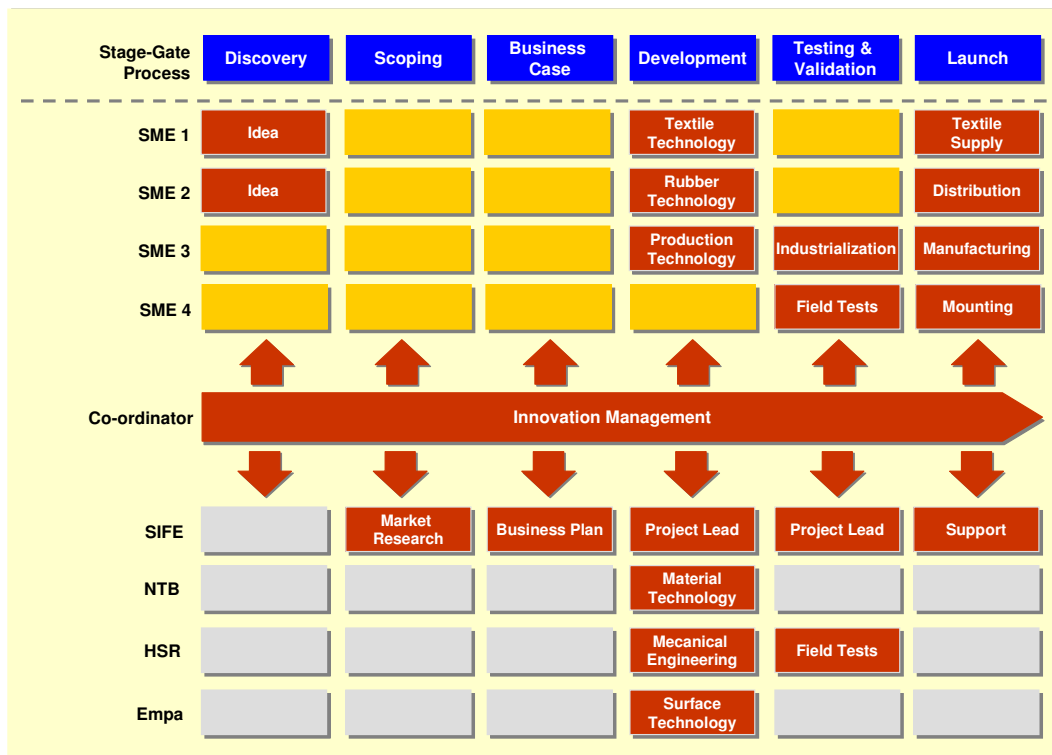 Stage-Gate
Process
Discovery
Scoping
Business
Case
Development
Testing &
Validation
Launch
SME 1
Idea
Textile
Technology
Textile
Supply
SME 2
Idea
Rubber
Technology
Distribution
SME 3
Production
Technology
Industrialization
Manufacturing
SME 4
Field Tests
Mounting
Co-ordinator
Innovation Management
SIFE
Market
Research
Business Plan
Project Lead
Project Lead
Support
NTB
Material
Technology
HSR
Mecanical
Engineering
Field Tests
Empa
Surface
Technology